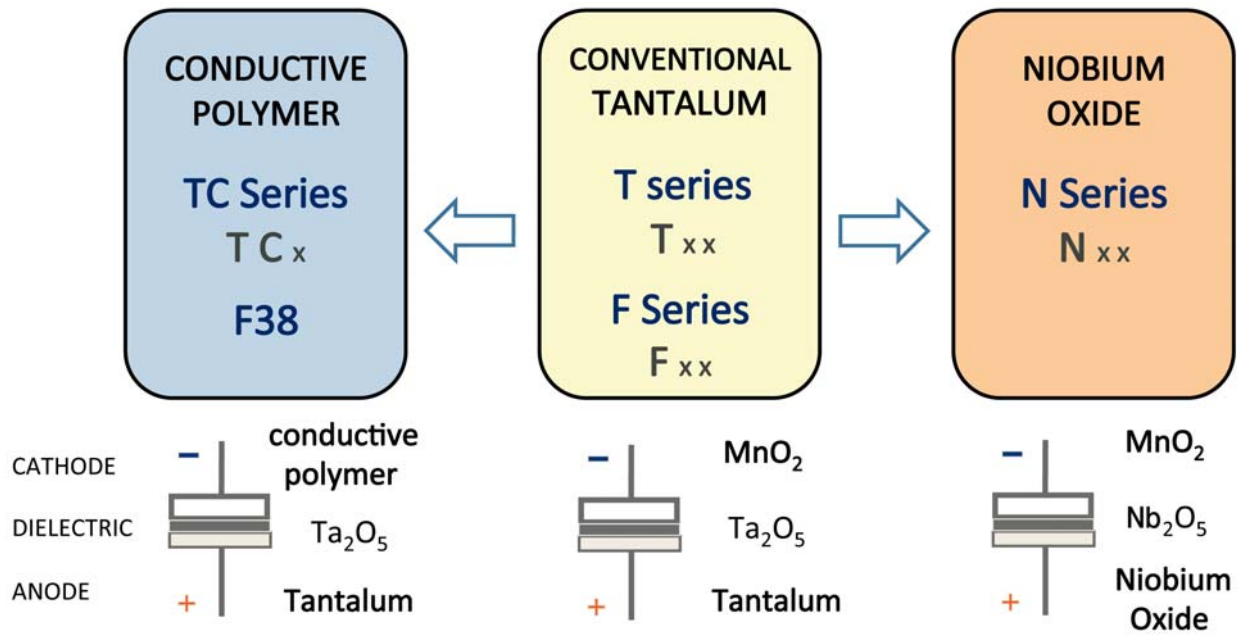 CONDUCTIVE
POLYMER
TC Series
T C x
F38
CONVENTIONAL
TANTALUM
T series
T x x
F Series
F x x
NIOBIUM
OXIDE
N Series
N x x
CATHODE
DIELECTRIC
ANODE
−
conductive
polymer
Ta₂O₅
+
Tantalum
−
MnO₂
Ta₂O₅
+
Tantalum
−
MnO₂
Nb₂O₅
+
Niobium
Oxide